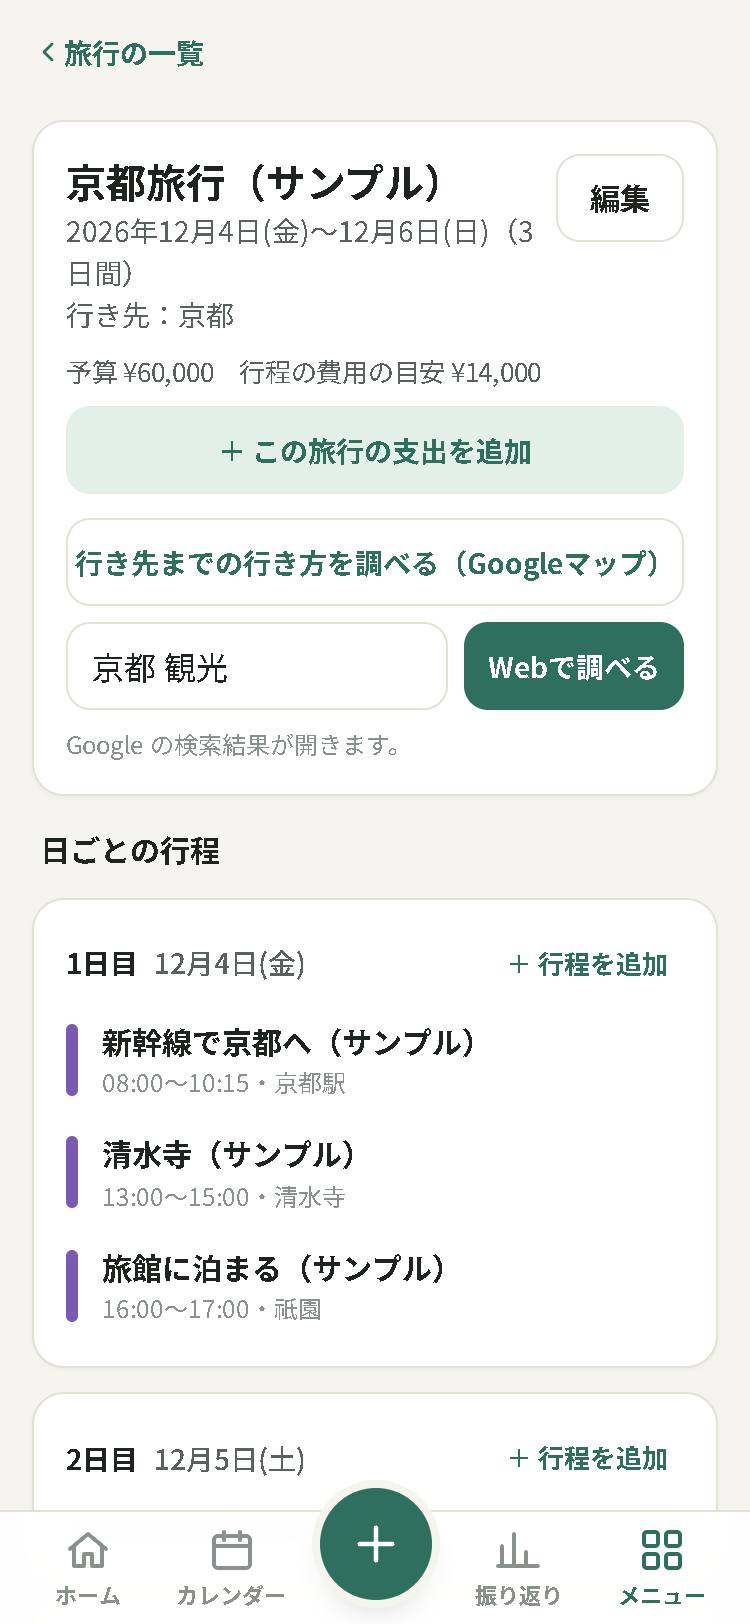 旅行の一覧
京都旅行（サンプル）
編集
2026年12月4日(金)〜12月6日(日)（3
日間）
行き先：京都
予算 ¥60,000　行程の費用の目安 ¥14,000
＋ この旅行の支出を追加
行き先までの行き方を調べる（Googleマップ）
京都 観光
Webで調べる
Google の検索結果が開きます。
日ごとの行程
1日目 12月4日(金)
＋ 行程を追加
新幹線で京都へ（サンプル）
08:00〜10:15・京都駅
清水寺（サンプル）
13:00〜15:00・清水寺
旅館に泊まる（サンプル）
16:00〜17:00・祇園
2日目 12月5日(土)
＋ 行程を追加
ホーム
カレンダー
振り返り
メニュー